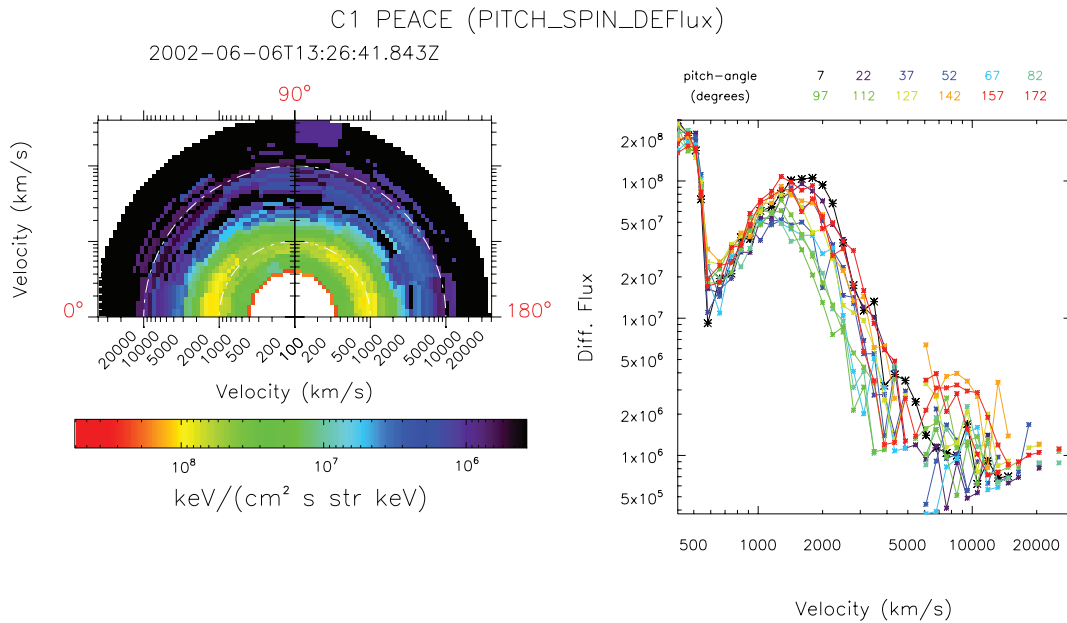 C1 PEACE (PITCH_SPIN_DEFlux)
2002-06-06T13:26:41.843Z
90°
Velocity (km/s)
0°
180°
20000 10000 5000 2000 1000 500 200 100 200 500 1000 2000 5000 10000 20000
Velocity (km/s)
10⁸ 10⁷ 10⁶
keV/(cm² s str keV)
pitch-angle 7 22 37 52 67 82
(degrees) 97 112 127 142 157 172
Diff. Flux
2x10⁸
1x10⁸
5x10⁷
2x10⁷
1x10⁷
5x10⁶
2x10⁶
1x10⁶
5x10⁵
500 1000 2000 5000 10000 20000
Velocity (km/s)